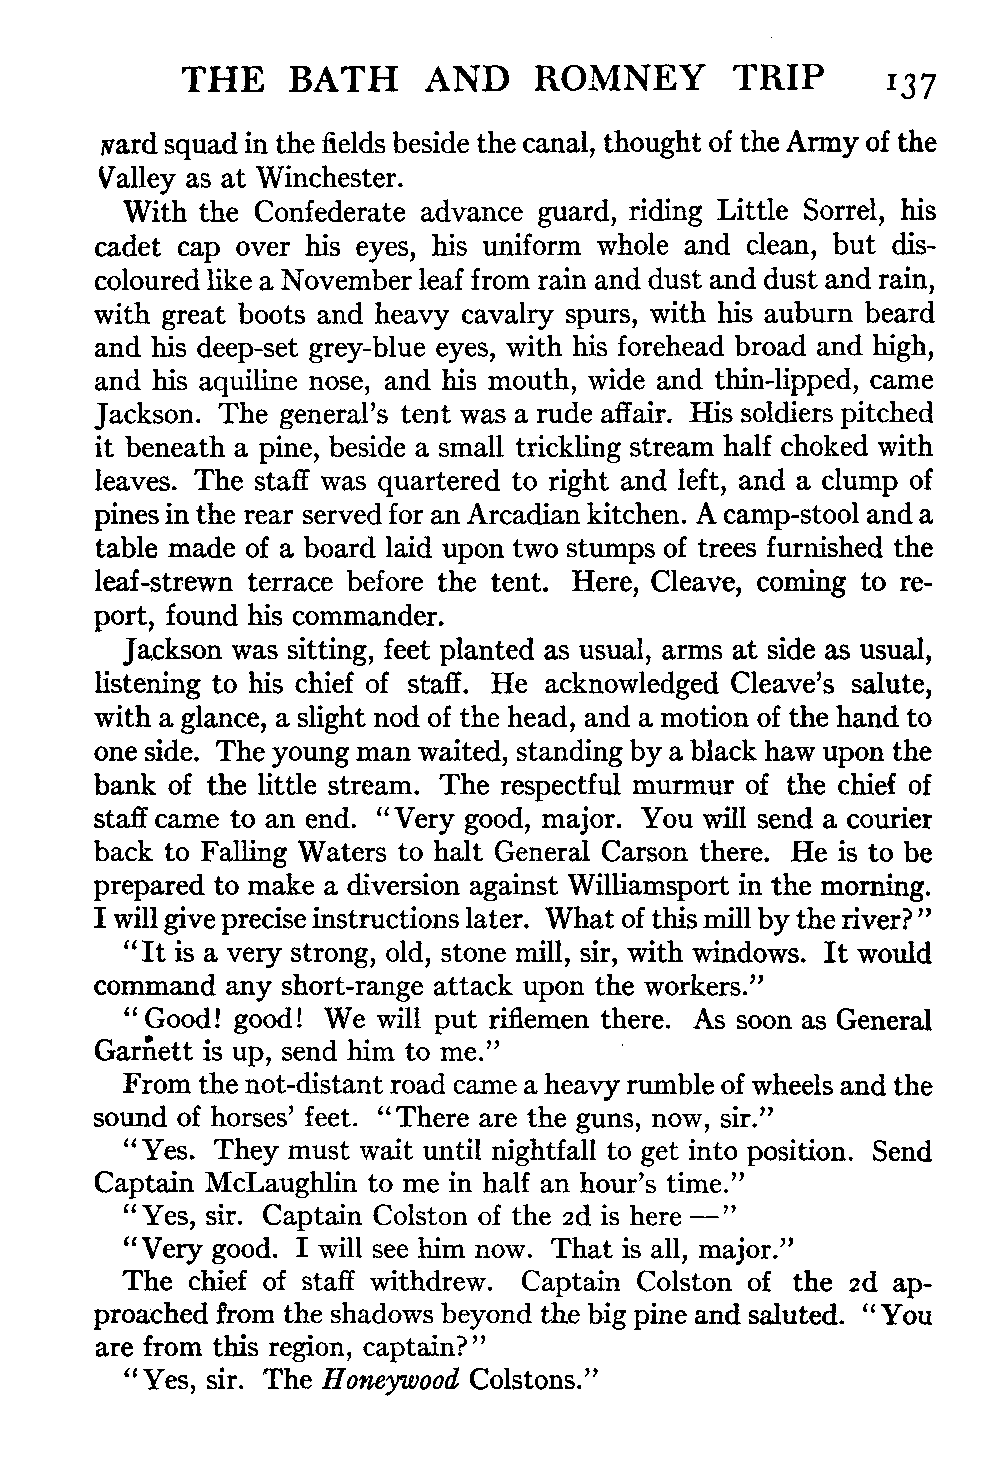 THE BATH AND ROMNEY TRIP 137
ward squad in the fields beside the canal, thought of the Army of the
Valley as at Winchester.
With the Confederate advance guard, riding Little Sorrel, his
cadet cap over his eyes, his uniform whole and clean, but dis-
coloured like a November leaf from rain and dust and dust and rain,
with great boots and heavy cavalry spurs, with his auburn beard
and his deep-set grey-blue eyes, with his forehead broad and high,
and his aquiline nose, and his mouth, wide and thin-lipped, came
Jackson. The general's tent was a rude affair. His soldiers pitched
it beneath a pine, beside a small trickling stream half choked with
leaves. The staff was quartered to right and left, and a clump of
pines in the rear served for an Arcadian kitchen. A camp-stool and a
table made of a board laid upon two stumps of trees furnished the
leaf-strewn terrace before the tent. Here, Cleave, coming to re-
port, found his commander.
Jackson was sitting, feet planted as usual, arms at side as usual,
listening to his chief of staff. He acknowledged Cleave's salute,
with a glance, a slight nod of the head, and a motion of the hand to
one side. The young man waited, standing by a black haw upon the
bank of the little stream. The respectful murmur of the chief of
staff came to an end. "Very good, major. You will send a courier
back to Falling Waters to halt General Carson there. He is to be
prepared to make a diversion against Williamsport in the morning.
I will give precise instructions later. What of this mill by the river?"
"It is a very strong, old, stone mill, sir, with windows. It would
command any short-range attack upon the workers."
"Good! good! We will put riflemen there. As soon as General
Garnett is up, send him to me."
From the not-distant road came a heavy rumble of wheels and the
sound of horses' feet. "There are the guns, now, sir."
"Yes. They must wait until nightfall to get into position. Send
Captain McLaughlin to me in half an hour's time."
"Yes, sir. Captain Colston of the 2d is here —"
"Very good. I will see him now. That is all, major."
The chief of staff withdrew. Captain Colston of the 2d ap-
proached from the shadows beyond the big pine and saluted. "You
are from this region, captain?"
"Yes, sir. The Honeywood Colstons."